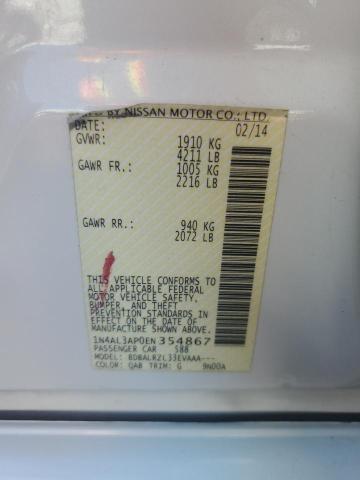 MFD BY NISSAN MOTOR CO., LTD.
DATE: 02/14
GVWR: 1910 KG
4211 LB
GAWR FR.: 1005 KG
2216 LB
GAWR RR.: 940 KG
2072 LB
THIS VEHICLE CONFORMS TO
ALL APPLICABLE FEDERAL
MOTOR VEHICLE SAFETY,
BUMPER, AND THEFT
PREVENTION STANDARDS IN
EFFECT ON THE DATE OF
MANUFACTURE SHOWN ABOVE.
1N4AL3AP0EN354867
PASSENGER CAR S88
MODEL: BDBALRZL33EVAAA---
COLOR: QAB TRIM: G 9N00A